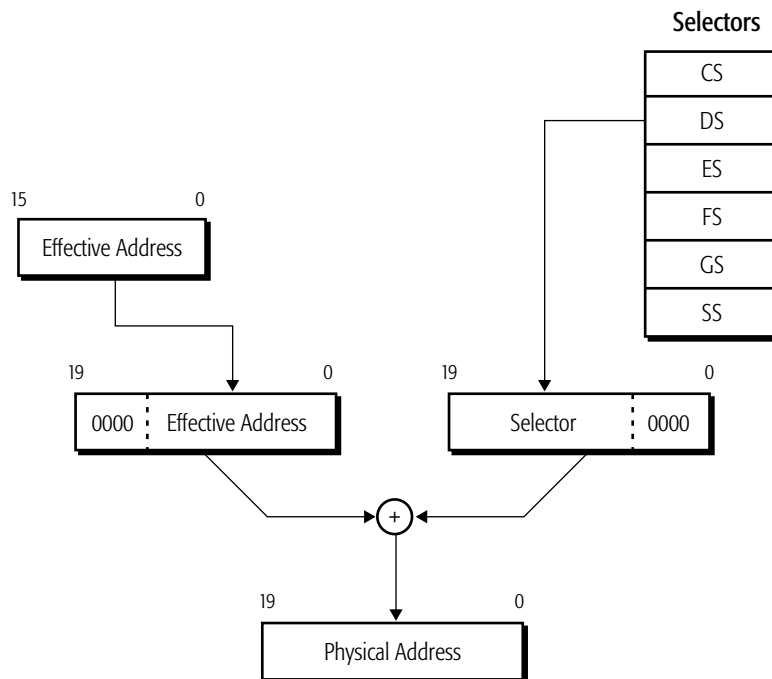 Selectors
CS
DS
ES
FS
GS
SS
15 0
Effective Address
19 0
0000 Effective Address
19 0
Selector 0000
+
19 0
Physical Address